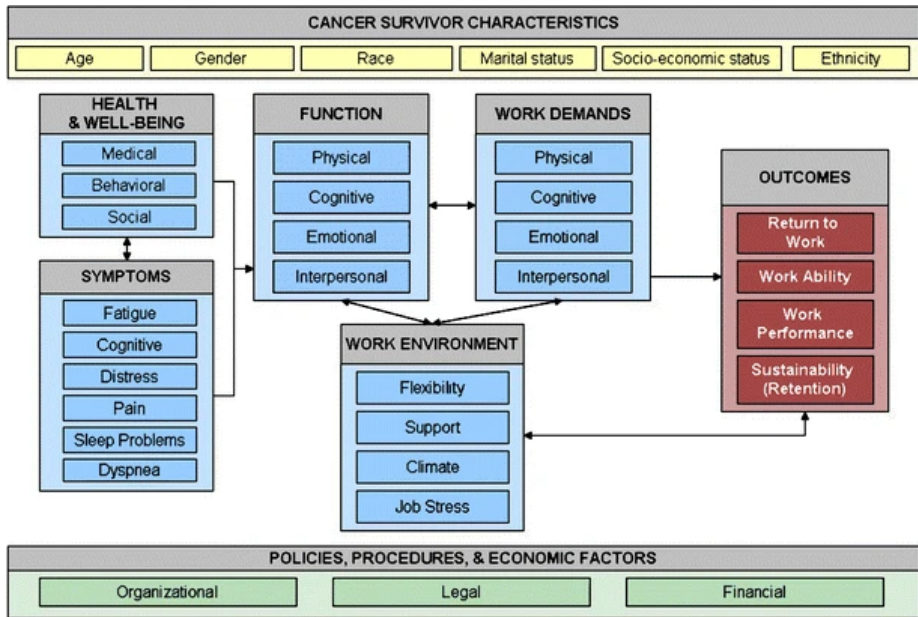 CANCER SURVIVOR CHARACTERISTICS
Age
Gender
Race
Marital status
Socio-economic status
Ethnicity
HEALTH
& WELL-BEING
Medical
Behavioral
Social
SYMPTOMS
Fatigue
Cognitive
Distress
Pain
Sleep Problems
Dyspnea
FUNCTION
Physical
Cognitive
Emotional
Interpersonal
WORK DEMANDS
Physical
Cognitive
Emotional
Interpersonal
WORK ENVIRONMENT
Flexibility
Support
Climate
Job Stress
OUTCOMES
Return to
Work
Work Ability
Work
Performance
Sustainability
(Retention)
POLICIES, PROCEDURES, & ECONOMIC FACTORS
Organizational
Legal
Financial